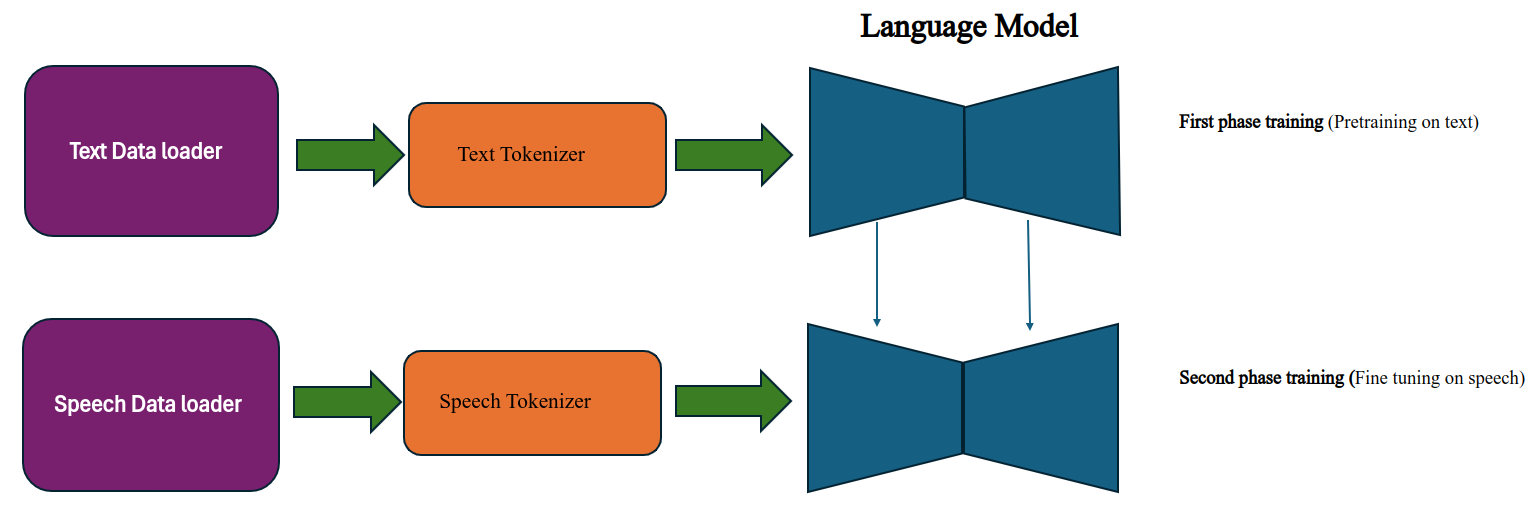 Language Model
Text Data loader
Text Tokenizer
First phase training (Pretraining on text)
Speech Data loader
Speech Tokenizer
Second phase training (Fine tuning on speech)